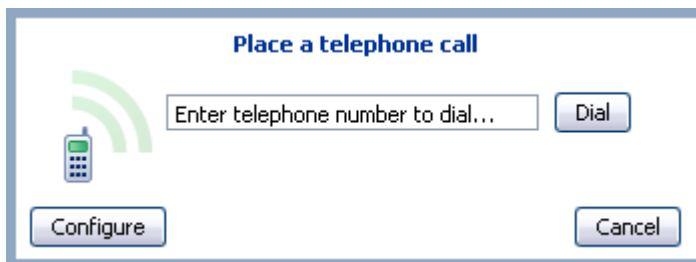 Place a telephone call
Enter telephone number to dial... Dial
Configure Cancel